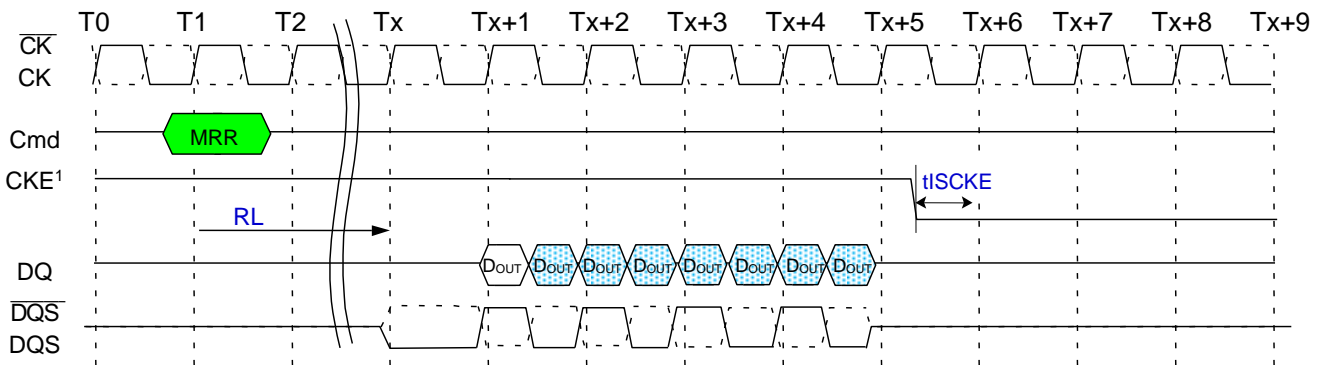 T0 T1 T2 Tx Tx+1 Tx+2 Tx+3 Tx+4 Tx+5 Tx+6 Tx+7 Tx+8 Tx+9
CK
CK
Cmd MRR
CKE¹ tISCKE
RL
DQ DOUT DOUT DOUT DOUT DOUT DOUT DOUT DOUT
DQS
DQS